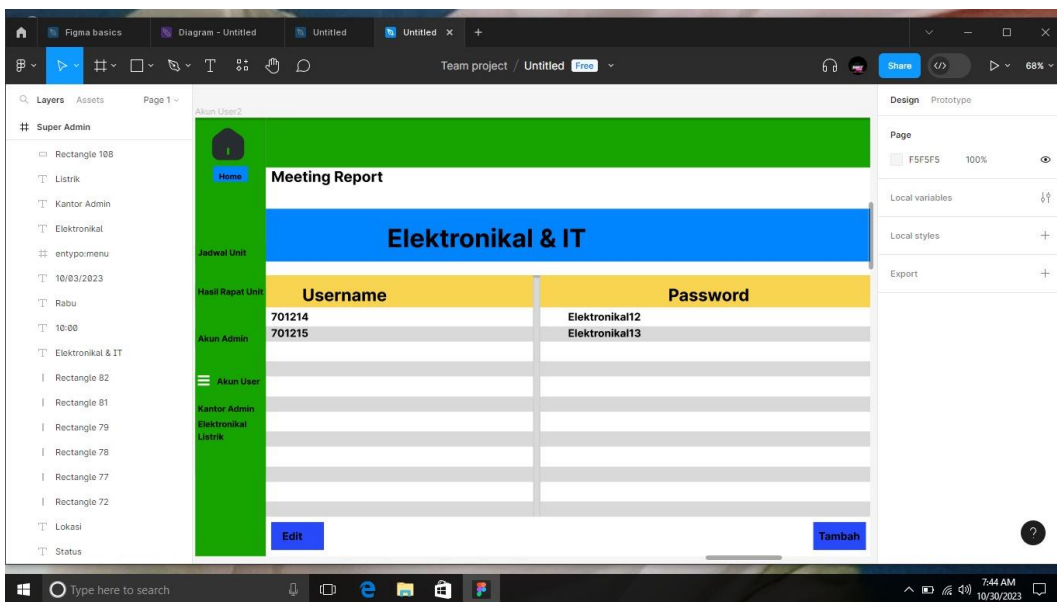 Figma basics
Diagram - Untitled
Untitled
Untitled
Team project / Untitled Free
Share
68%
Layers Assets Page 1
Super Admin
Rectangle 108
Listrik
Kantor Admin
Elektronikal
entypo:menu
10/03/2023
Rabu
10:00
Elektronikal & IT
Rectangle 82
Rectangle 81
Rectangle 79
Rectangle 78
Rectangle 77
Rectangle 72
Lokasi
Status
Akun User2
Home
Jadwal Unit
Hasil Rapat Unit
Akun Admin
Akun User
Kantor Admin
Elektronikal
Listrik
Meeting Report
Elektronikal & IT
Username Password
701214 Elektronikal12
701215 Elektronikal13
Edit
Tambah
Design Prototype
Page
F5F5F5 100%
Local variables
Local styles
Export
?
Type here to search
7:44 AM
10/30/2023